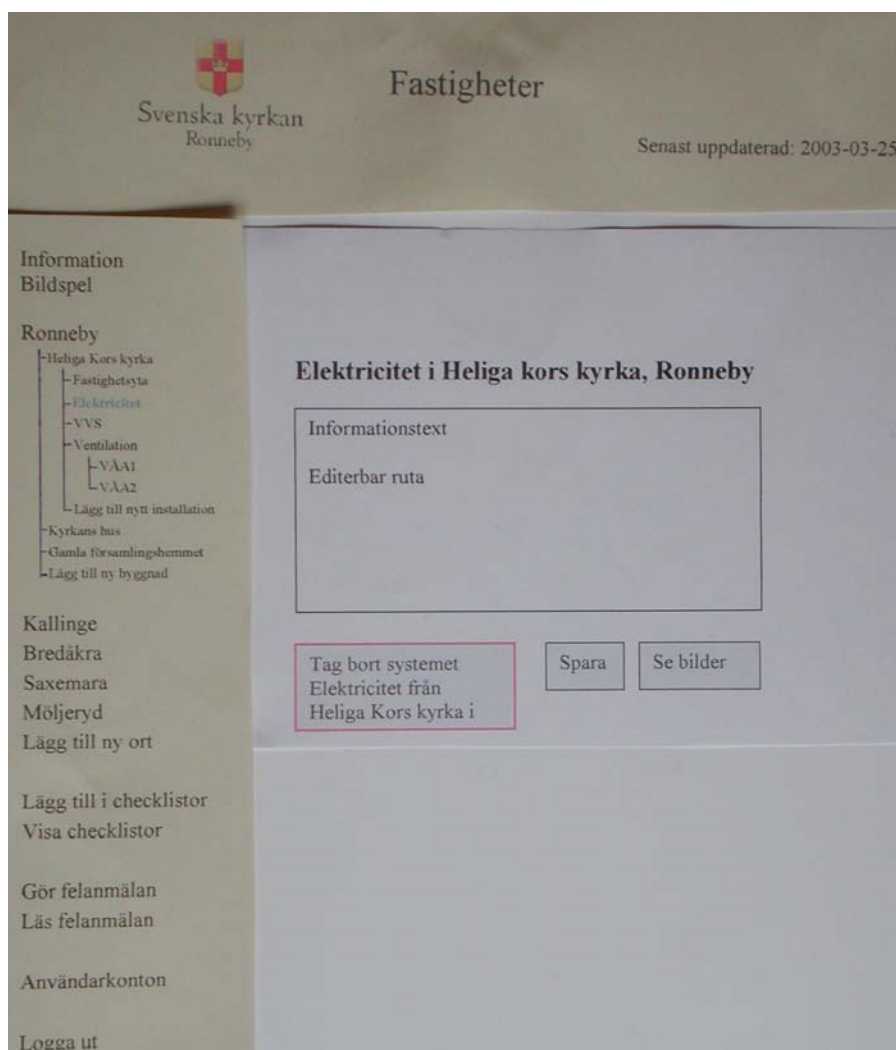 Fastigheter
Svenska kyrkan
Ronneby
Senast uppdaterad: 2003-03-25
Information
Bildspel
Ronneby
Heliga Kors kyrka
Fastighetsyta
Elektricitet
VVS
Ventilation
VÅA1
VÅA2
Lägg till nytt installation
Kyrkans hus
Gamla församlingshemmet
Lägg till ny byggnad
Kallinge
Bredåkra
Saxemara
Möljeryd
Lägg till ny ort
Lägg till i checklistor
Visa checklistor
Gör felanmälan
Läs felanmälan
Användarkonton
Logga ut
Elektricitet i Heliga kors kyrka, Ronneby
Informationstext
Editerbar ruta
Tag bort systemet
Elektricitet från
Heliga Kors kyrka i
Spara
Se bilder